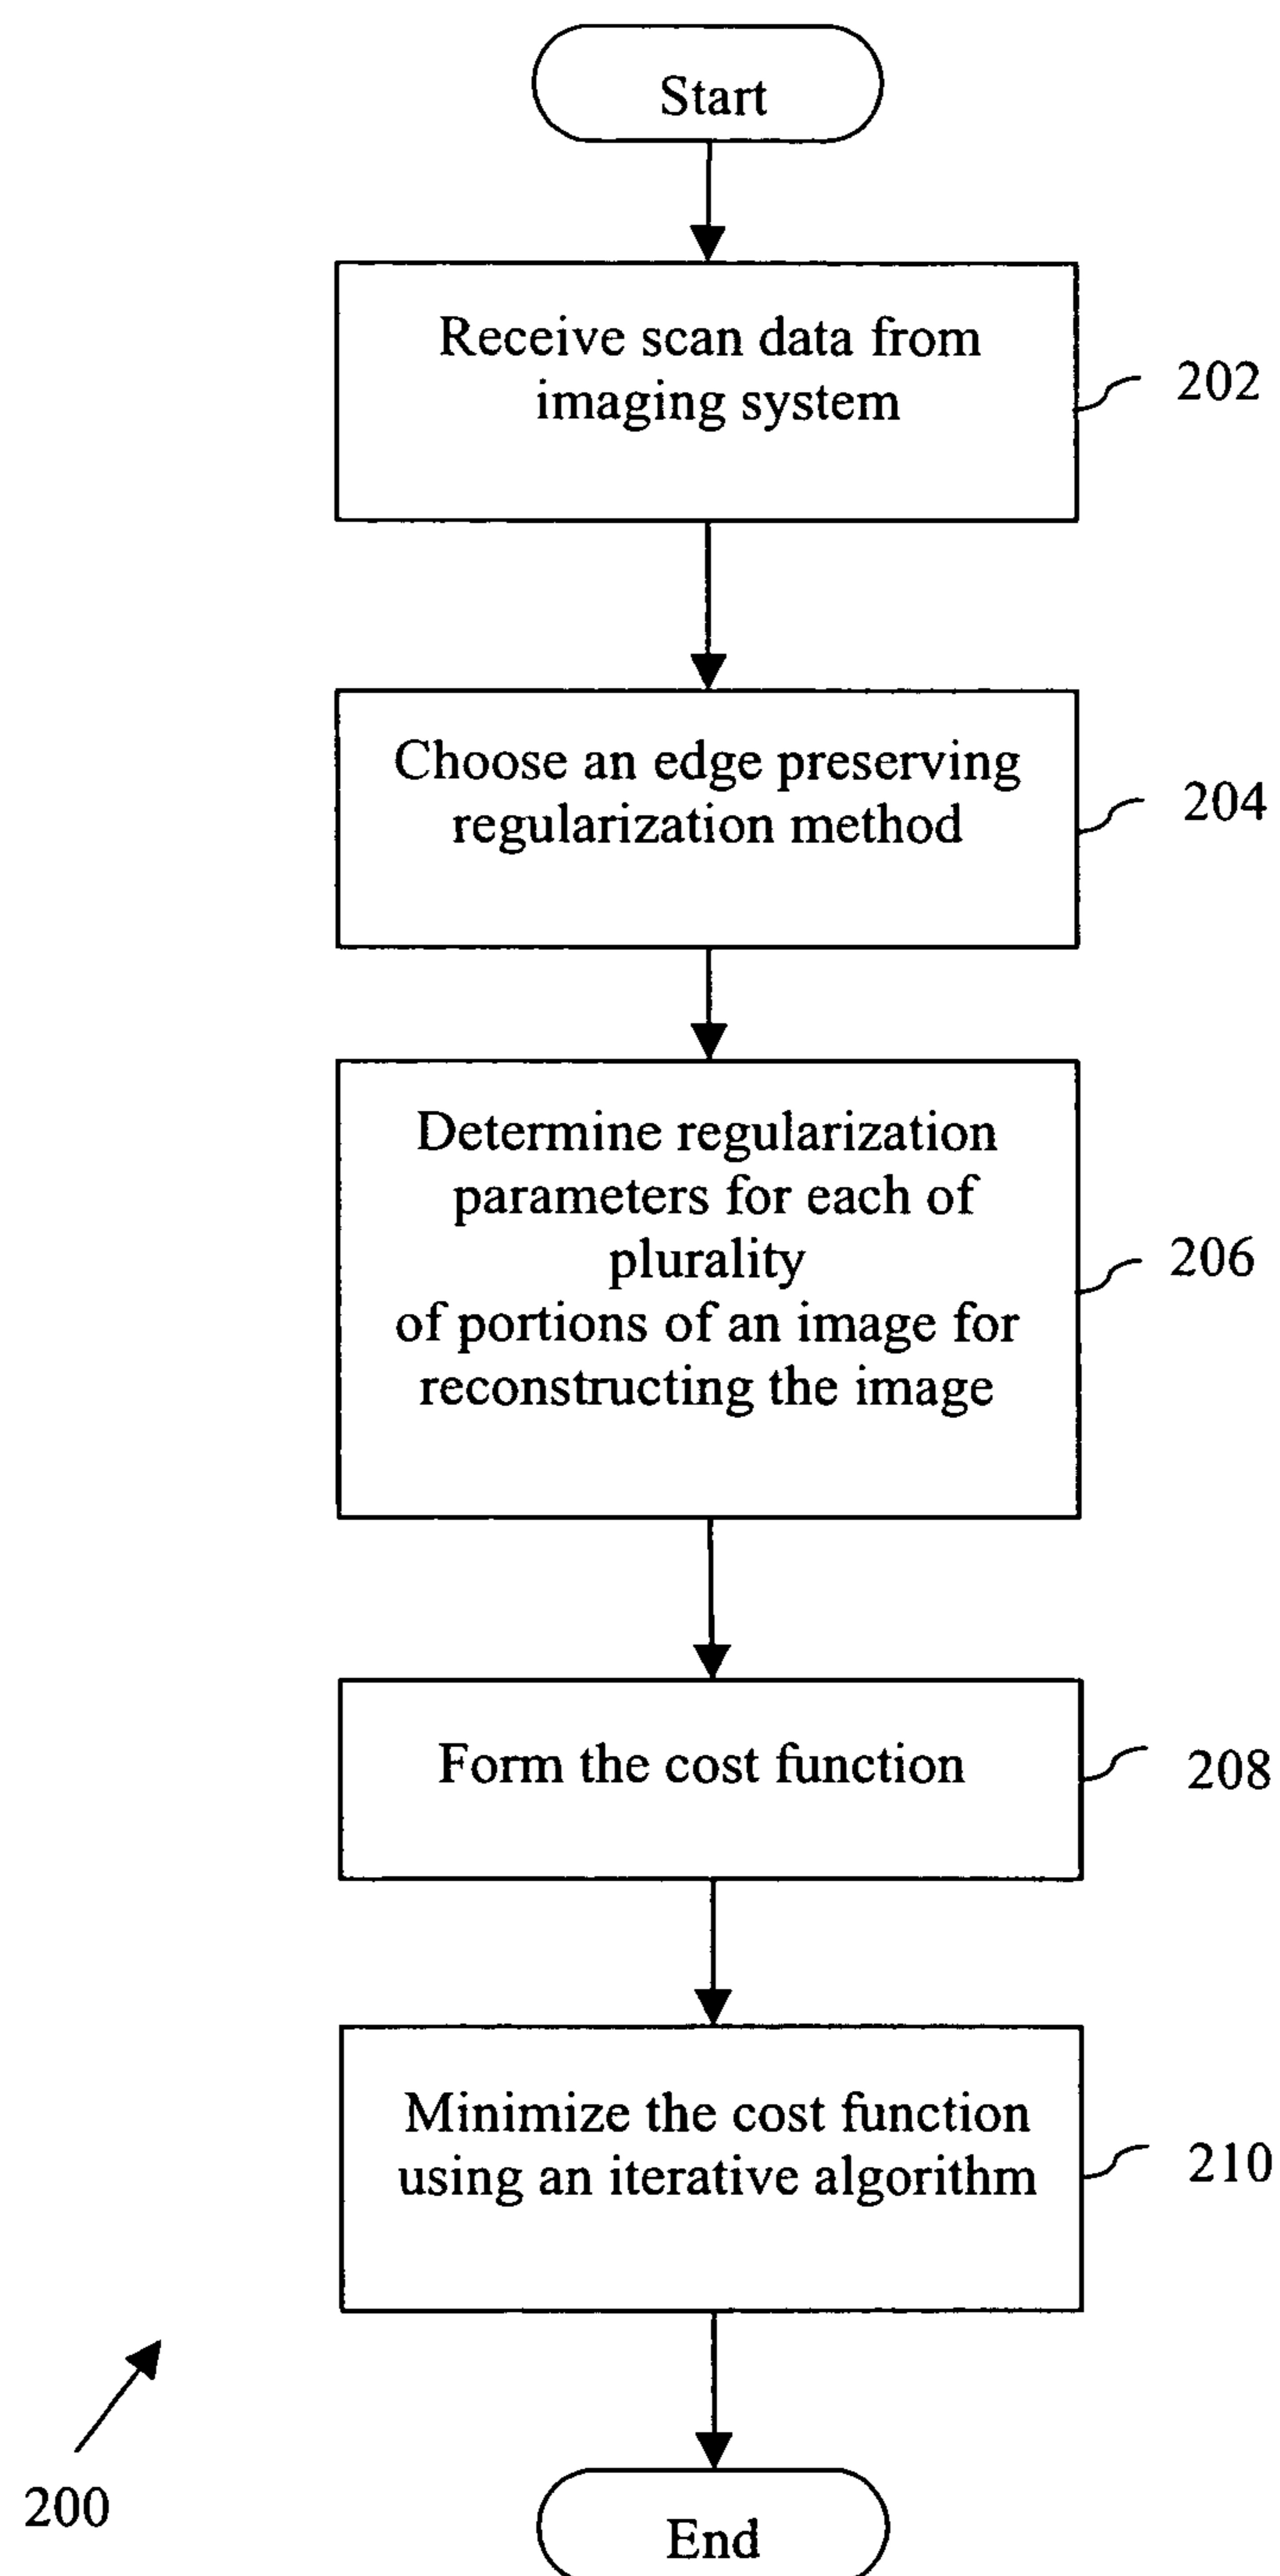 Start
Receive scan data from
imaging system
202
Choose an edge preserving
regularization method
204
Determine regularization
parameters for each of
plurality
of portions of an image for
reconstructing the image
206
Form the cost function
208
Minimize the cost function
using an iterative algorithm
210
200
End